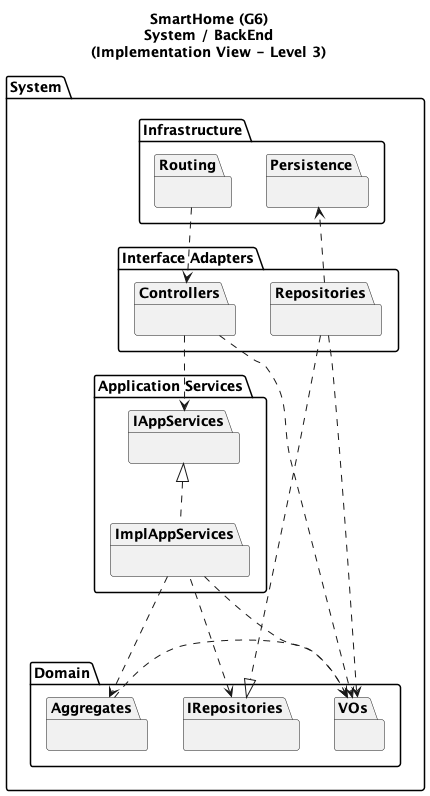 SmartHome (G6)
System / BackEnd
(Implementation View - Level 3)
System
Infrastructure
Routing
Persistence
Interface Adapters
Controllers
Repositories
Application Services
IAppServices
ImplAppServices
Domain
Aggregates
IRepositories
VOs